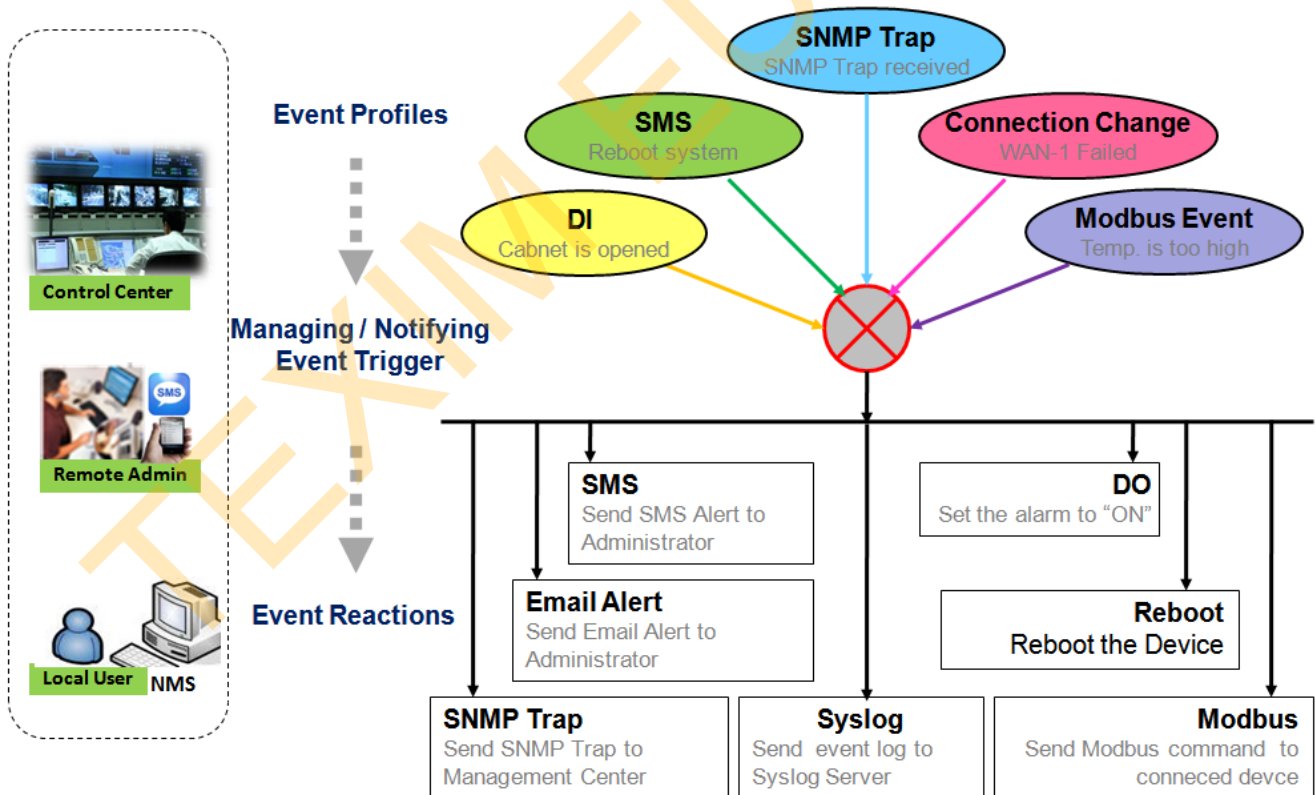 SNMP Trap
SNMP Trap received
Event Profiles
SMS
Reboot system
Connection Change
WAN-1 Failed
DI
Cabnet is opened
Modbus Event
Temp. is too high
Control Center
Managing / Notifying
Event Trigger
SMS
Remote Admin
SMS
Send SMS Alert to
Administrator
DO
Set the alarm to “ON”
Event Reactions
Email Alert
Send Email Alert to
Administrator
Reboot
Reboot the Device
Local User
NMS
SNMP Trap
Send SNMP Trap to
Management Center
Syslog
Send event log to
Syslog Server
Modbus
Send Modbus command to
conneced devce